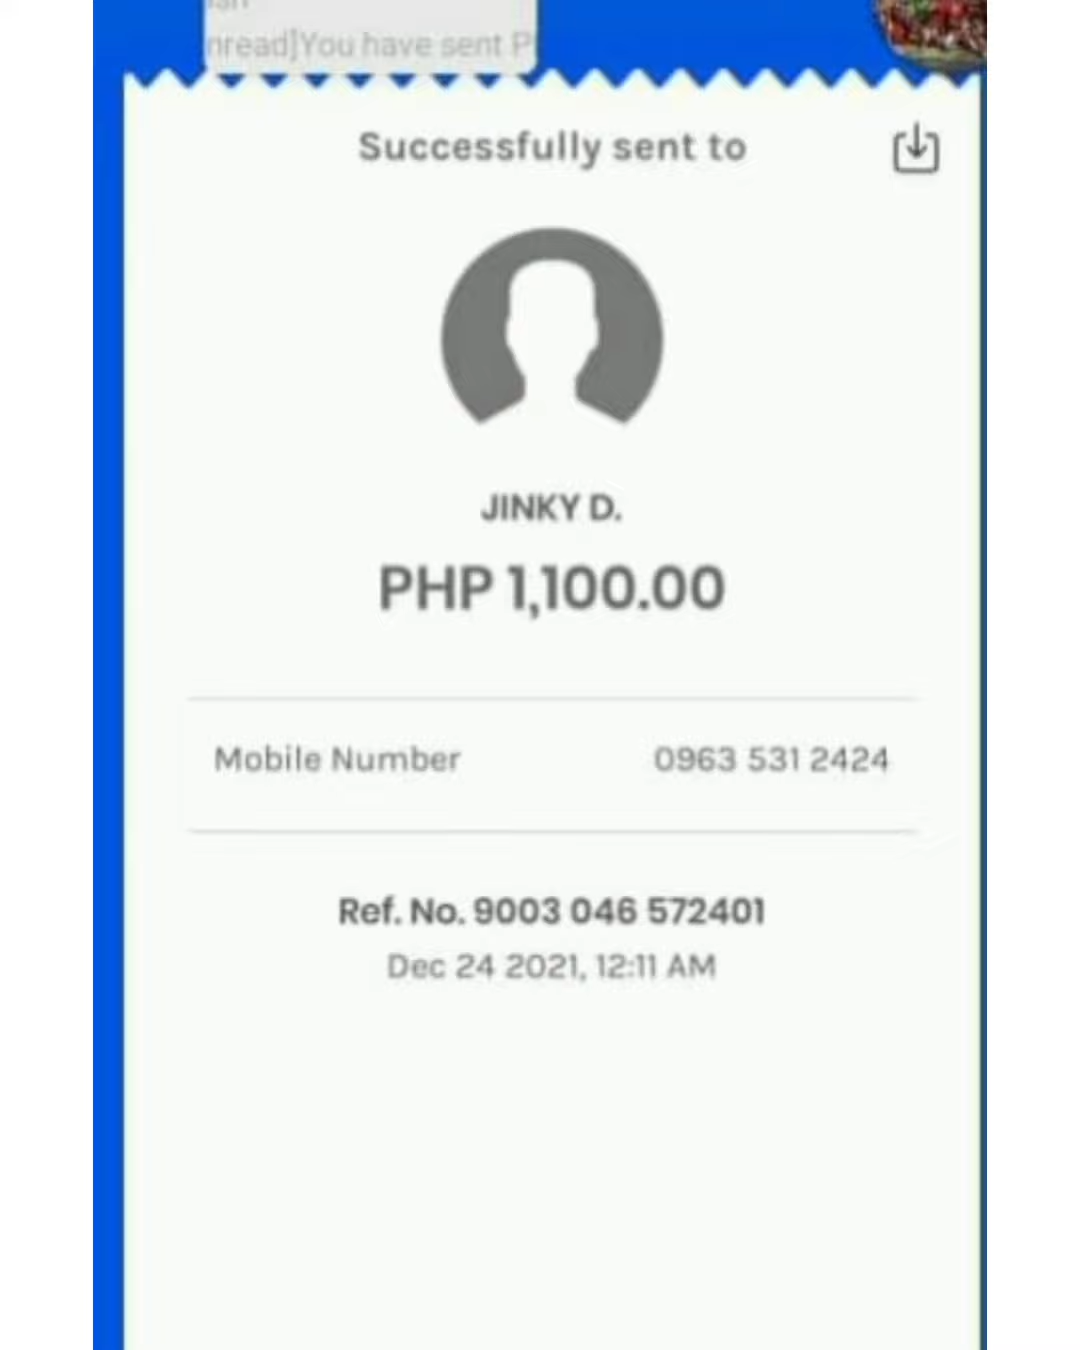 nread]You have sent P
Successfully sent to
JINKY D.
PHP 1,100.00
Mobile Number 0963 531 2424
Ref. No. 9003 046 572401
Dec 24 2021, 12:11 AM